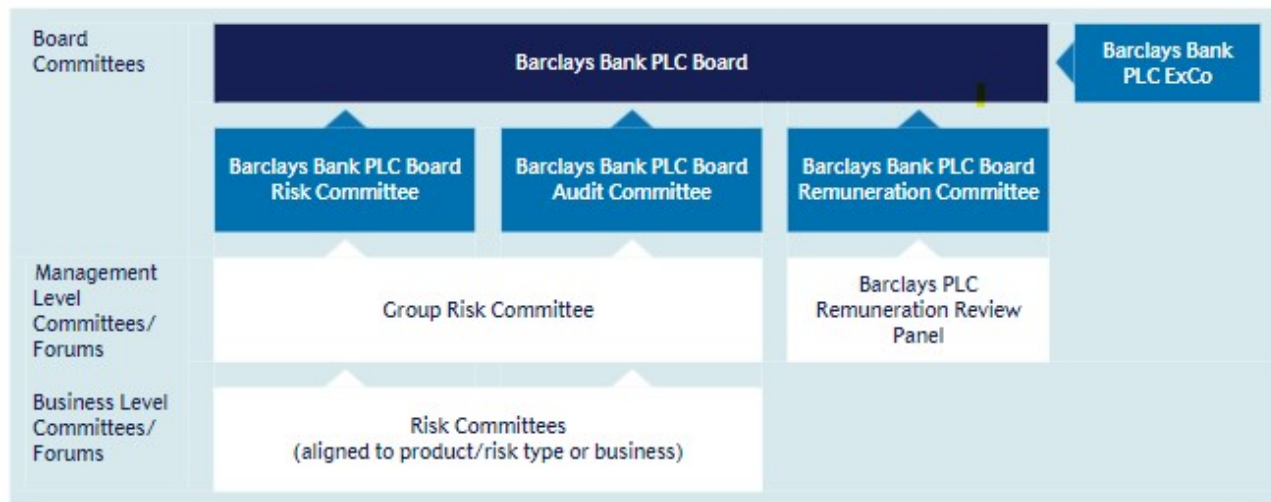 Board
Committees
Barclays Bank PLC Board
Barclays Bank
PLC ExCo
Barclays Bank PLC Board
Risk Committee
Barclays Bank PLC Board
Audit Committee
Barclays Bank PLC Board
Remuneration Committee
Management
Level
Committees/
Forums
Group Risk Committee
Barclays PLC
Remuneration Review
Panel
Business Level
Committees/
Forums
Risk Committees
(aligned to product/risk type or business)